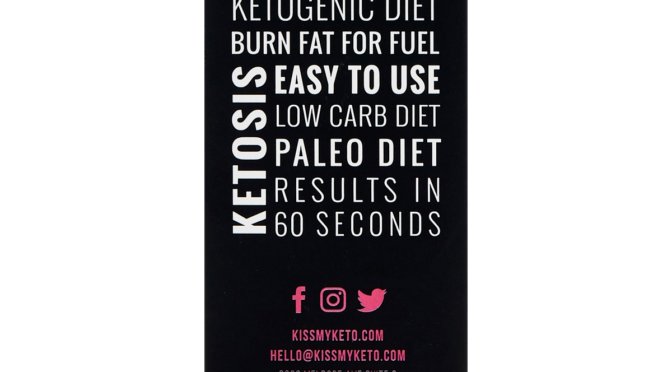 KETOGENIC DIET
BURN FAT FOR FUEL
KETOSIS
EASY TO USE
LOW CARB DIET
PALEO DIET
RESULTS IN
60 SECONDS
KISSMYKETO.COM
HELLO@KISSMYKETO.COM